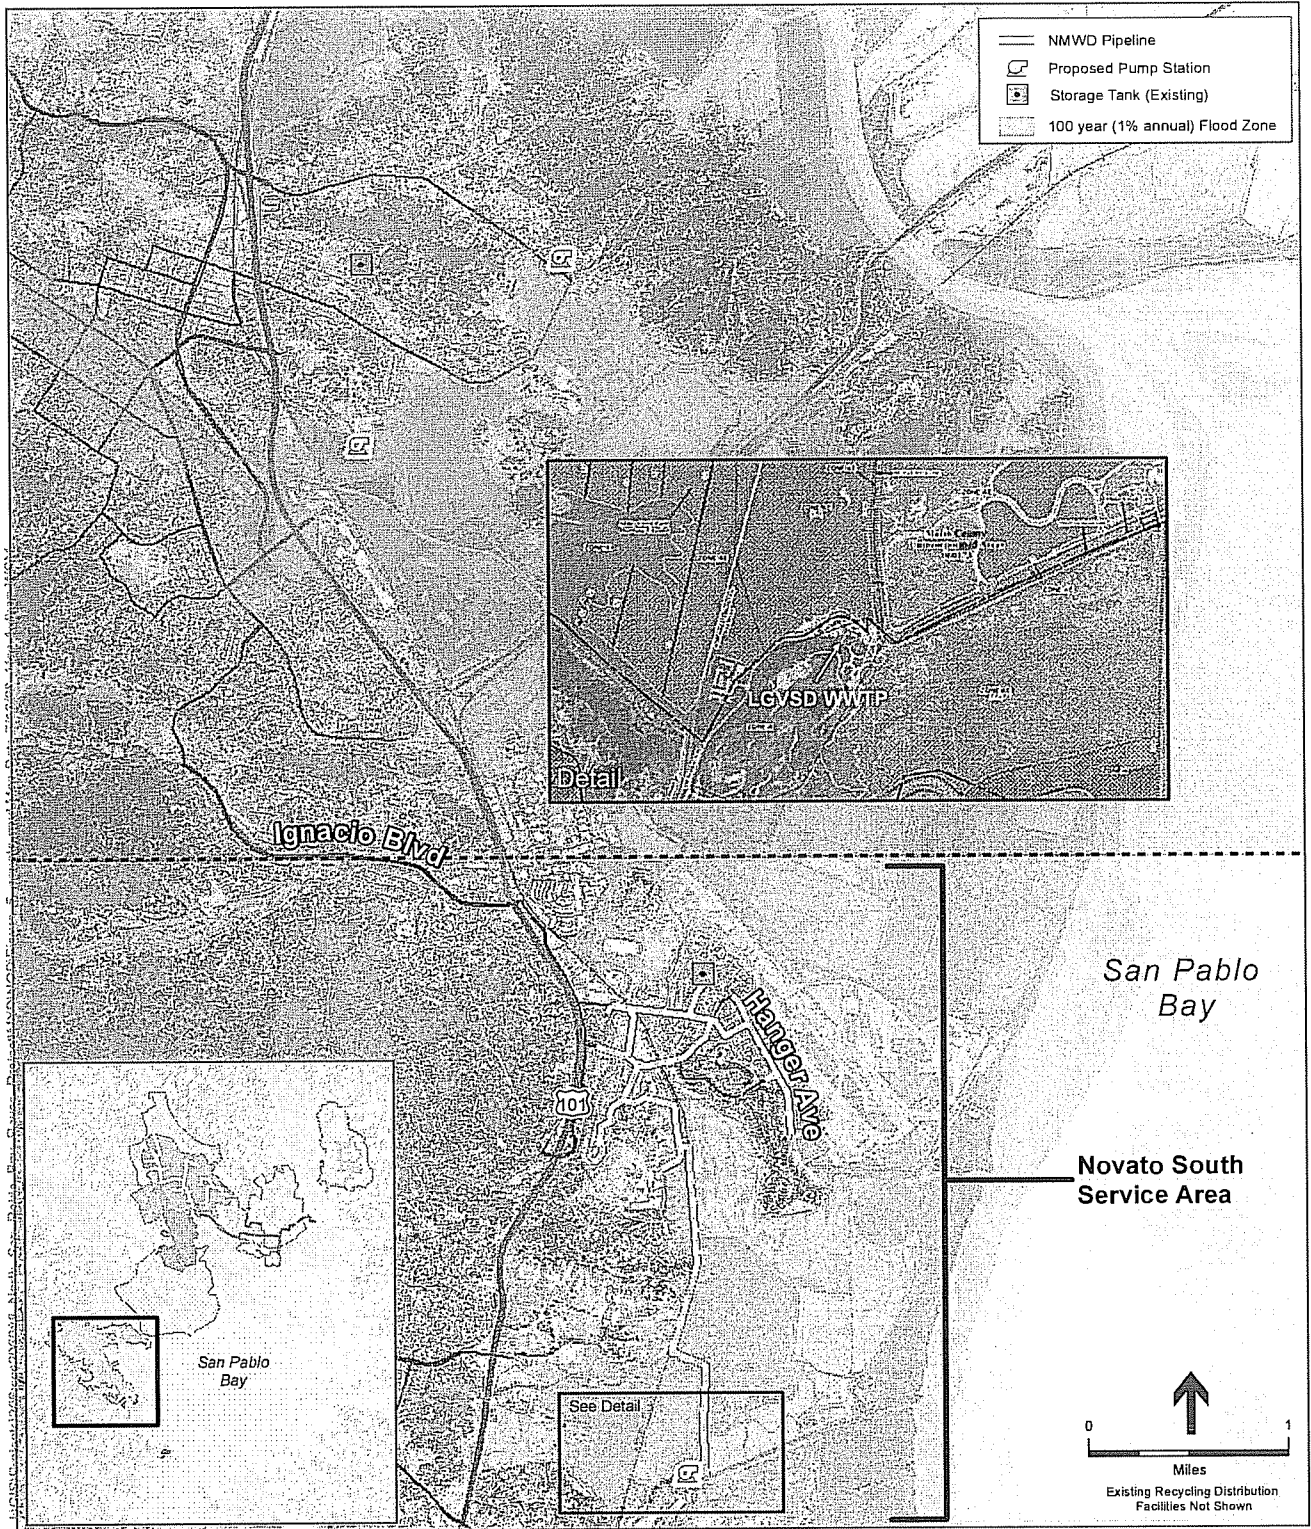 NMWD Pipeline
Proposed Pump Station
Storage Tank (Existing)
100 year (1% annual) Flood Zone
LGVSD WWTP
Detail
Ignacio Blvd
San Pablo
Bay
Hanger Ave
101
Novato South
Service Area
San Pablo
Bay
See Detail
0 1
Miles
Existing Recycling Distribution
Facilities Not Shown